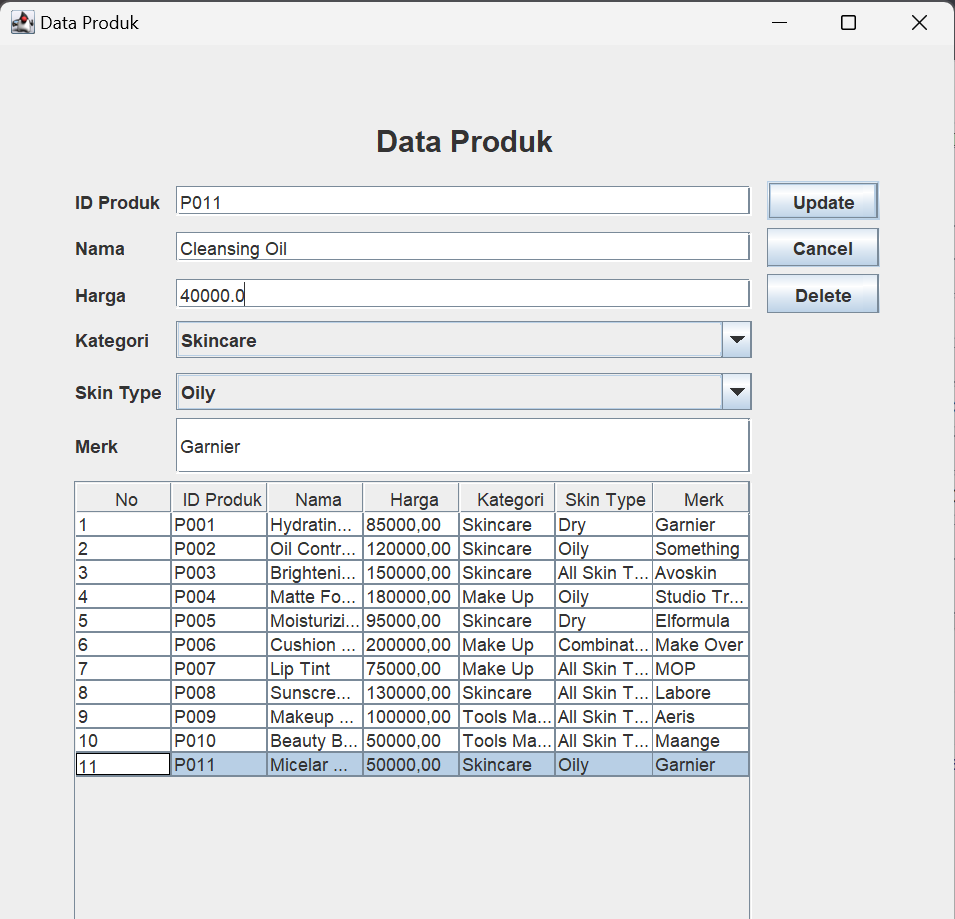 Data Produk
Data Produk
ID Produk P011 Update
Nama Cleansing Oil Cancel
Harga 40000.0 Delete
Kategori Skincare
Skin Type Oily
Merk Garnier
No ID Produk Nama Harga Kategori Skin Type Merk
1 P001 Hydratin... 85000,00 Skincare Dry Garnier
2 P002 Oil Contr... 120000,00 Skincare Oily Something
3 P003 Brighteni... 150000,00 Skincare All Skin T... Avoskin
4 P004 Matte Fo... 180000,00 Make Up Oily Studio Tr...
5 P005 Moisturizi... 95000,00 Skincare Dry Elformula
6 P006 Cushion ... 200000,00 Make Up Combinat... Make Over
7 P007 Lip Tint 75000,00 Make Up All Skin T... MOP
8 P008 Sunscre... 130000,00 Skincare All Skin T... Labore
9 P009 Makeup ... 100000,00 Tools Ma... All Skin T... Aeris
10 P010 Beauty B... 50000,00 Tools Ma... All Skin T... Maange
11 P011 Micelar ... 50000,00 Skincare Oily Garnier